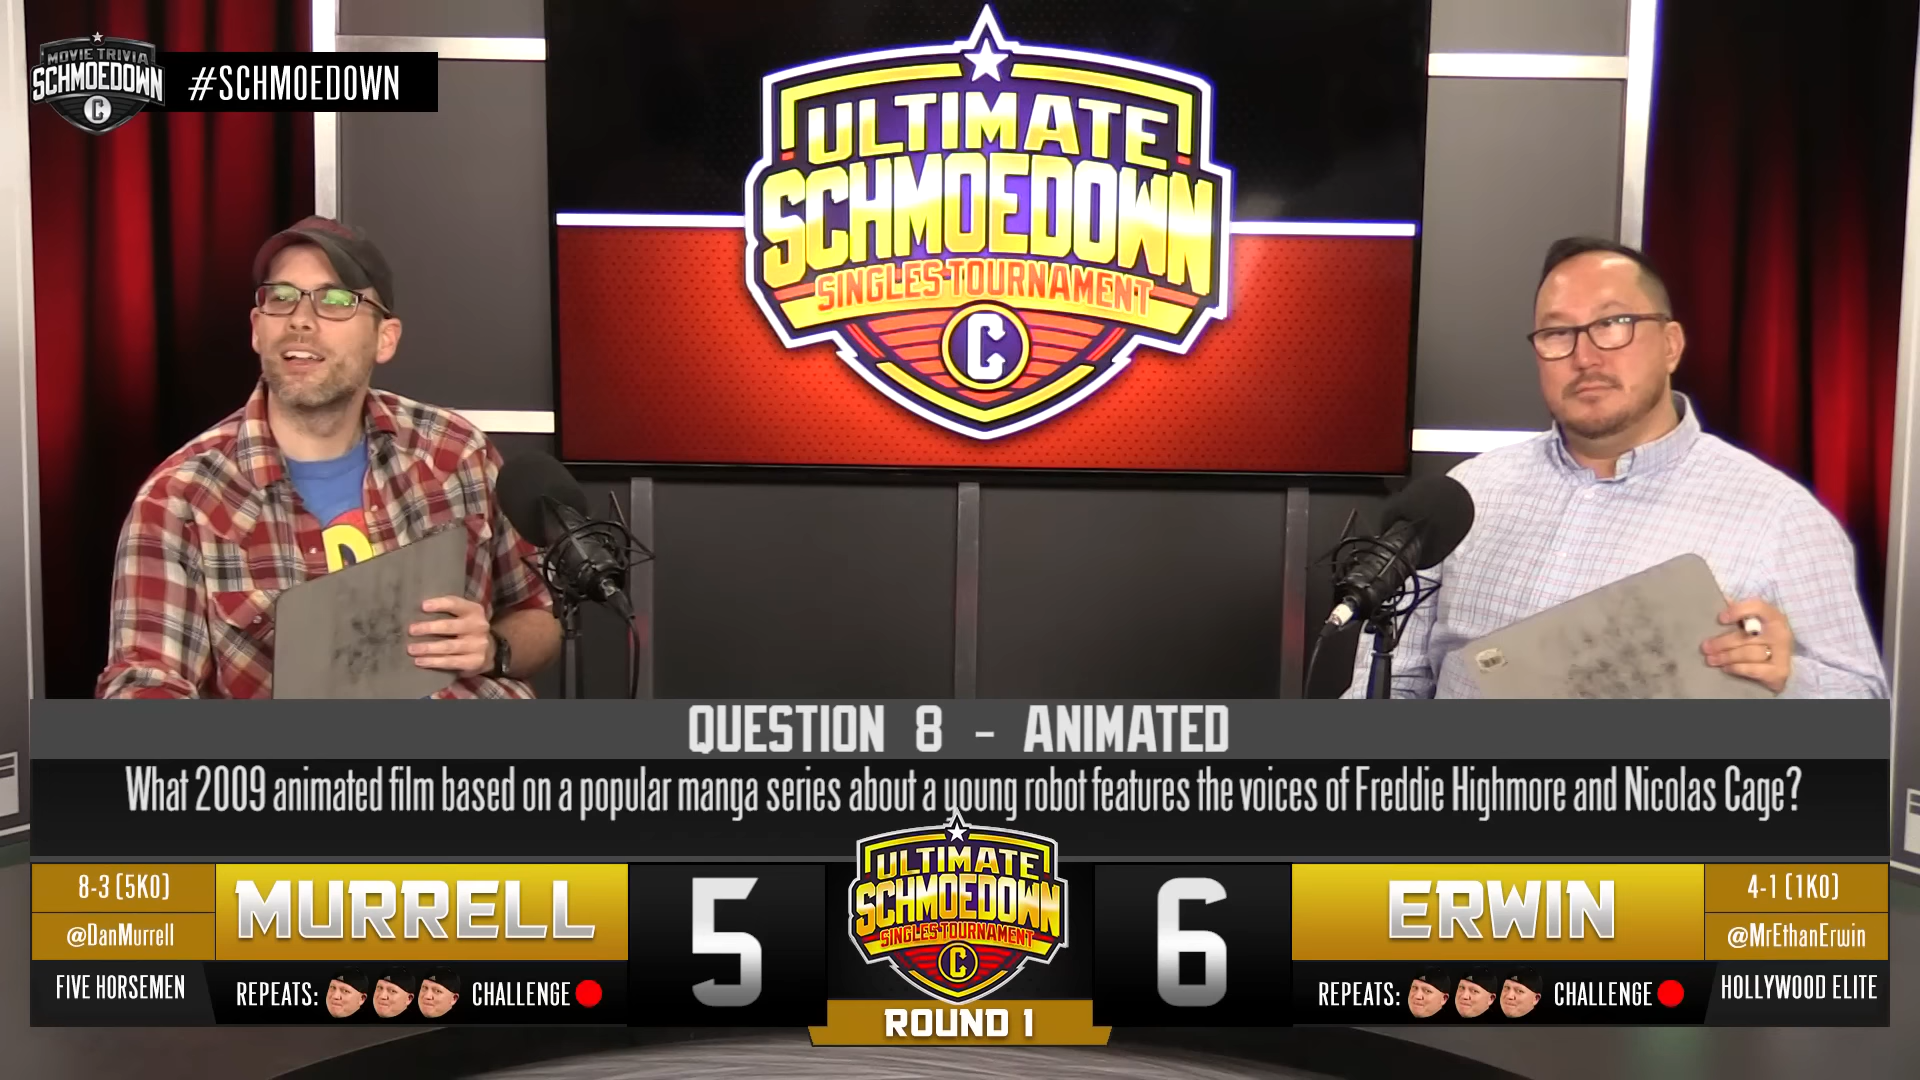 MOVIE TRIVIA
SCHMOEDOWN
C
#SCHMOEDOWN
ULTIMATE
SCHMOEDOWN
SINGLES TOURNAMENT
C
QUESTION 8 - ANIMATED
What 2009 animated film based on a popular manga series about a young robot features the voices of Freddie Highmore and Nicolas Cage?
8-3 (5KO)
@DanMurrell
FIVE HORSEMEN
MURRELL
REPEATS:
CHALLENGE
5
ULTIMATE
SCHMOEDOWN
SINGLES TOURNAMENT
C
ROUND 1
6
ERWIN
REPEATS:
CHALLENGE
4-1 (1KO)
@MrEthanErwin
HOLLYWOOD ELITE